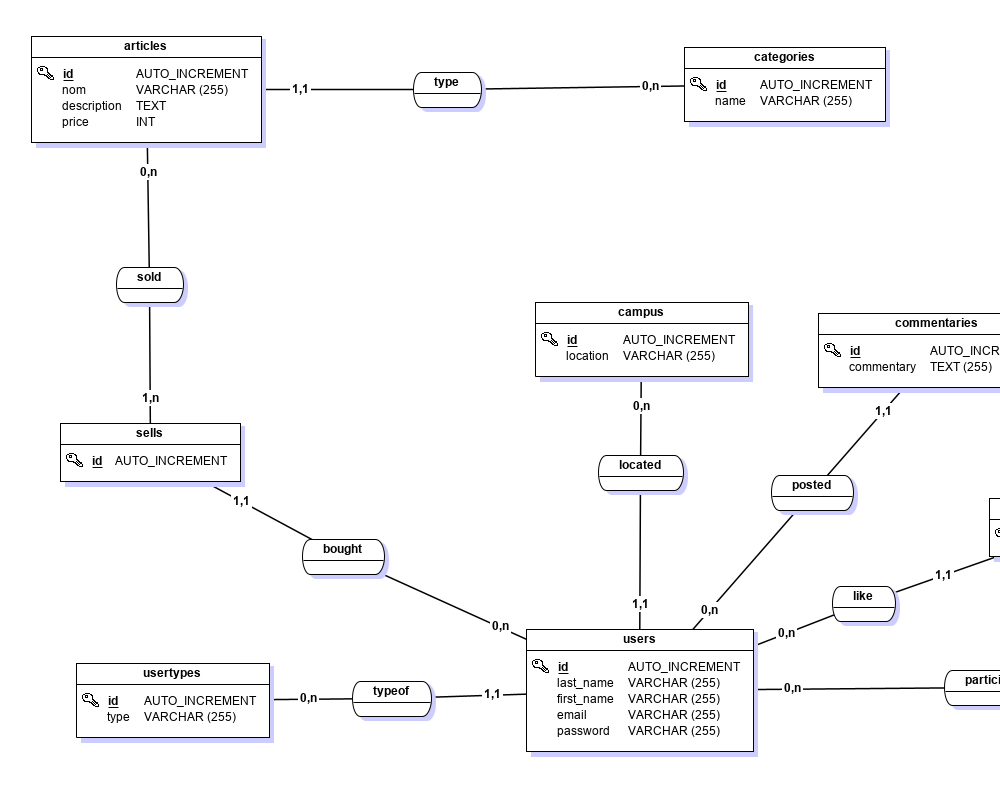 articles
id AUTO_INCREMENT
nom VARCHAR (255)
description TEXT
price INT
1,1
type
0,n
categories
id AUTO_INCREMENT
name VARCHAR (255)
0,n
sold
1,n
sells
id AUTO_INCREMENT
1,1
bought
0,n
campus
id AUTO_INCREMENT
location VARCHAR (255)
0,n
located
1,1
commentaries
id AUTO_INCR
commentary TEXT (255)
1,1
posted
0,n
1,1
like
0,n
users
id AUTO_INCREMENT
last_name VARCHAR (255)
first_name VARCHAR (255)
email VARCHAR (255)
password VARCHAR (255)
usertypes
id AUTO_INCREMENT
type VARCHAR (255)
0,n
typeof
1,1
0,n
partici